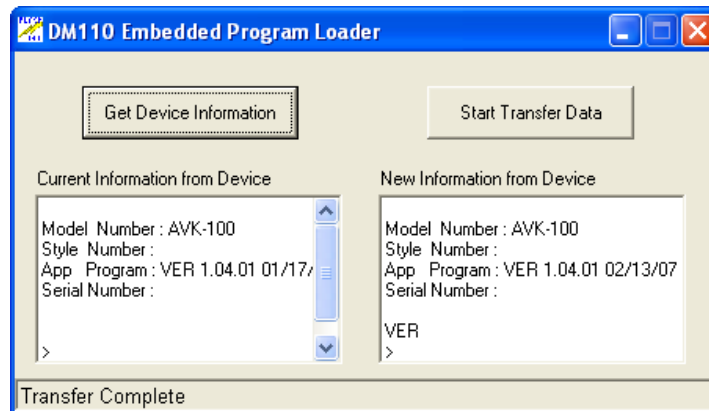 DM110 Embedded Program Loader
Get Device Information
Start Transfer Data
Current Information from Device
Model Number : AVK-100
Style Number :
App Program : VER 1.04.01 01/17/
Serial Number :
>
New Information from Device
Model Number : AVK-100
Style Number :
App Program : VER 1.04.01 02/13/07
Serial Number :
VER
>
Transfer Complete